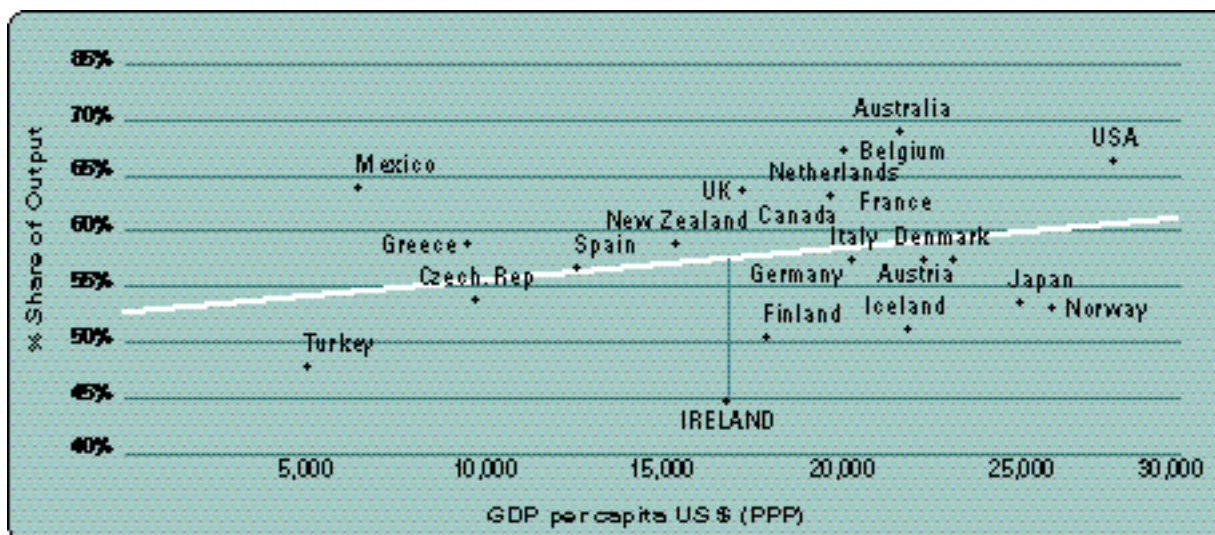 % Share of Output
85%
70%
65%
60%
55%
50%
45%
40%
Australia
USA
Belgium
Mexico
Netherlands
UK
France
Canada
New Zealand
Greece
Spain
Italy
Denmark
Czech. Rep
Germany
Austria
Japan
Finland
Iceland
Norway
Turkey
IRELAND
5,000 10,000 15,000 20,000 25,000 30,000
GDP per capita US $ (PPP)